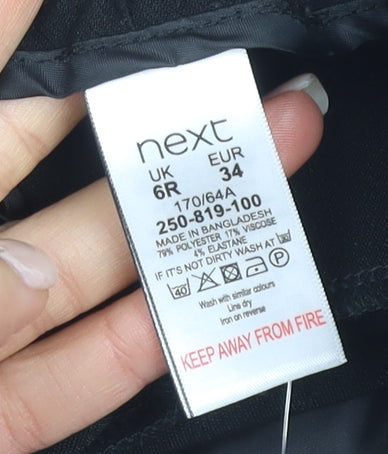 next
UK EUR
6R 34
170/64A
250-819-100
MADE IN BANGLADESH
79% POLYESTER 17% VISCOSE
4% ELASTANE
IF IT'S NOT DIRTY WASH AT 30
40 P
Wash with similar colours
Line dry
Iron on reverse
KEEP AWAY FROM FIRE